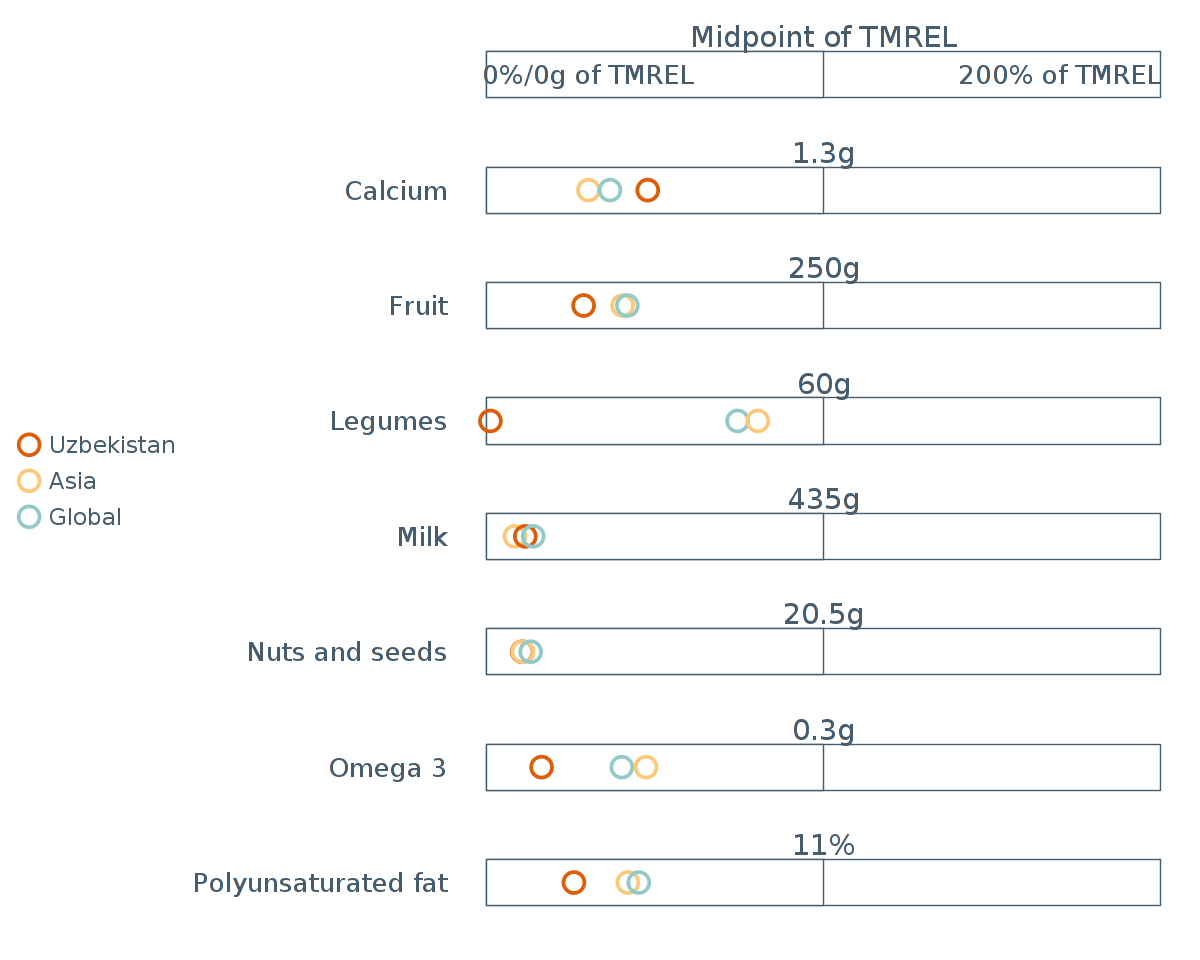 Midpoint of TMREL
0%/0g of TMREL
200% of TMREL
1.3g
Calcium
250g
Fruit
60g
Legumes
Uzbekistan
Asia
Global
435g
Milk
20.5g
Nuts and seeds
0.3g
Omega 3
11%
Polyunsaturated fat